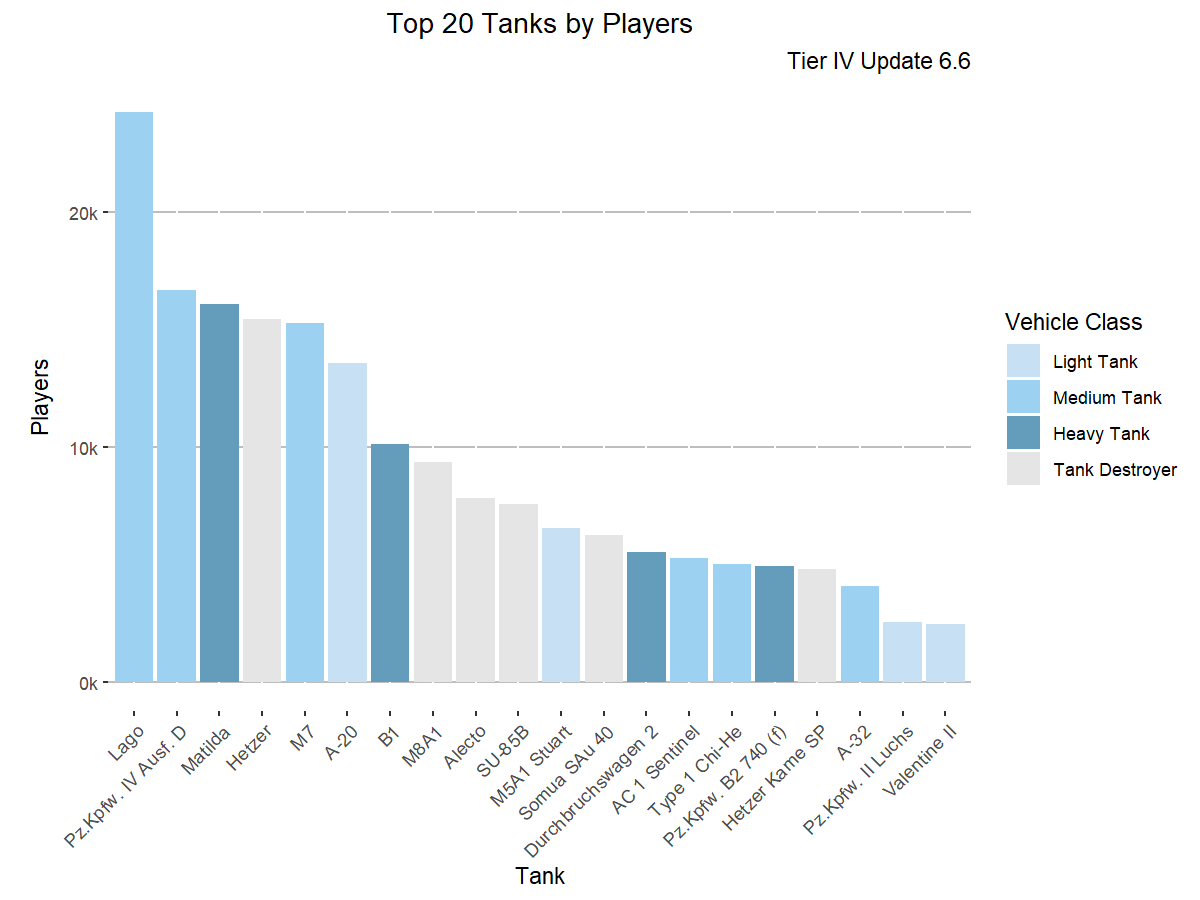 Top 20 Tanks by Players
Tier IV Update 6.6
Players
20k
10k
0k
Lago
Pz.Kpfw. IV Ausf. D
Matilda
Hetzer
M7
A-20
B1
M8A1
Alecto
SU-85B
M5A1 Stuart
Somua SAu 40
Durchbruchswagen 2
AC 1 Sentinel
Type 1 Chi-He
Pz.Kpfw. B2 740 (f)
Hetzer Kame SP
A-32
Pz.Kpfw. II Luchs
Valentine II
Tank
Vehicle Class
Light Tank
Medium Tank
Heavy Tank
Tank Destroyer